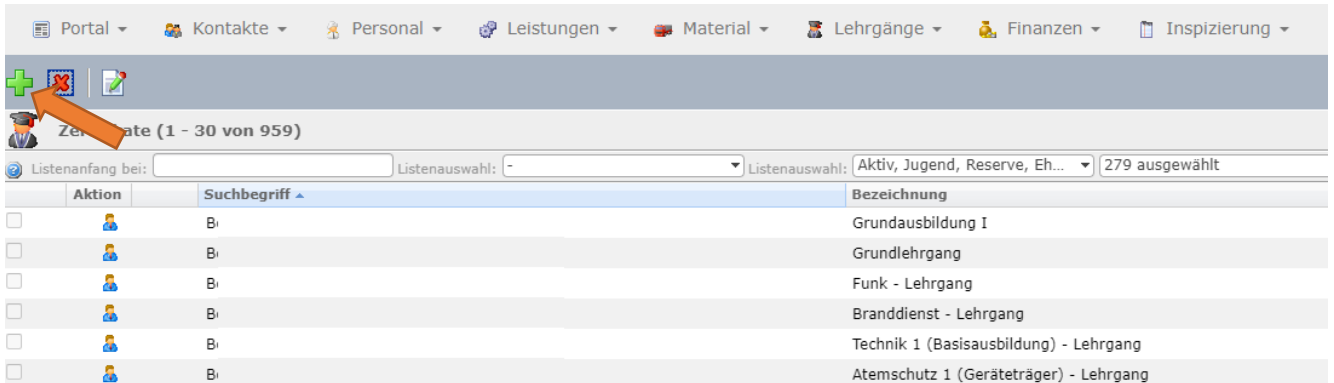 Portal Kontakte Personal Leistungen Material Lehrgänge Finanzen Inspizierung
(1 - 30 von 959)
Listenanfang bei: Listenauswahl: - Listenauswahl: Aktiv, Jugend, Reserve, Eh... 279 ausgewählt
Aktion Suchbegriff Bezeichnung
Grundausbildung I
Grundlehrgang
Funk - Lehrgang
Branddienst - Lehrgang
Technik 1 (Basisausbildung) - Lehrgang
Atemschutz 1 (Geräteträger) - Lehrgang